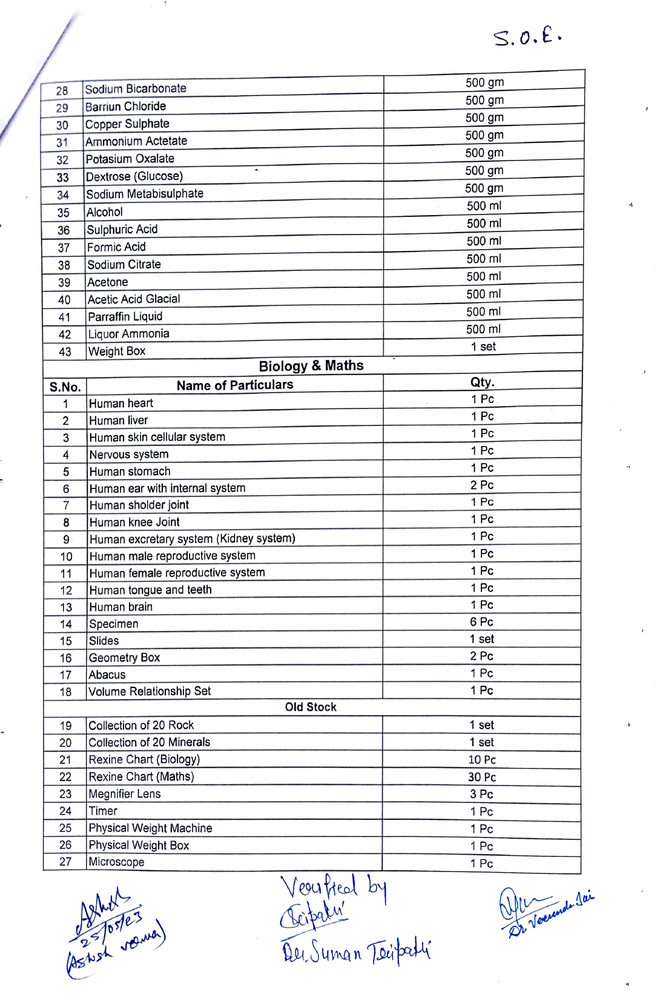 S.O.E.
28 Sodium Bicarbonate 500 gm
29 Barriun Chloride 500 gm
30 Copper Sulphate 500 gm
31 Ammonium Actetate 500 gm
32 Potasium Oxalate 500 gm
33 Dextrose (Glucose) 500 gm
34 Sodium Metabisulphate 500 gm
35 Alcohol 500 ml
36 Sulphuric Acid 500 ml
37 Formic Acid 500 ml
38 Sodium Citrate 500 ml
39 Acetone 500 ml
40 Acetic Acid Glacial 500 ml
41 Parraffin Liquid 500 ml
42 Liquor Ammonia 500 ml
43 Weight Box 1 set
Biology & Maths
S.No. Name of Particulars Qty.
1 Human heart 1 Pc
2 Human liver 1 Pc
3 Human skin cellular system 1 Pc
4 Nervous system 1 Pc
5 Human stomach 1 Pc
6 Human ear with internal system 2 Pc
7 Human sholder joint 1 Pc
8 Human knee Joint 1 Pc
9 Human excretary system (Kidney system) 1 Pc
10 Human male reproductive system 1 Pc
11 Human female reproductive system 1 Pc
12 Human tongue and teeth 1 Pc
13 Human brain 1 Pc
14 Specimen 6 Pc
15 Slides 1 set
16 Geometry Box 2 Pc
17 Abacus 1 Pc
18 Volume Relationship Set 1 Pc
Old Stock
19 Collection of 20 Rock 1 set
20 Collection of 20 Minerals 1 set
21 Rexine Chart (Biology) 10 Pc
22 Rexine Chart (Maths) 30 Pc
23 Megnifier Lens 3 Pc
24 Timer 1 Pc
25 Physical Weight Machine 1 Pc
26 Physical Weight Box 1 Pc
27 Microscope 1 Pc
Verified by
Ashish
25/05/23
(Ashish verma)
Tripathi
Dr. Suman Tripathi
Dr